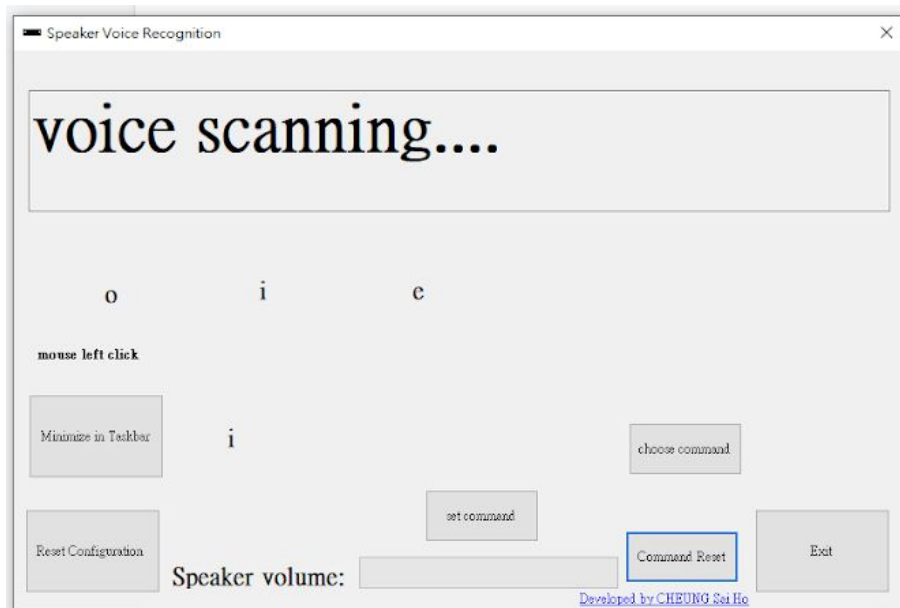 Speaker Voice Recognition
voice scanning....
o i e
mouse left click
Minimize in Taskbar
i
choose command
set command
Reset Configuration
Speaker volume:
Command Reset
Exit
Developed by CHEUNG Sai Ho